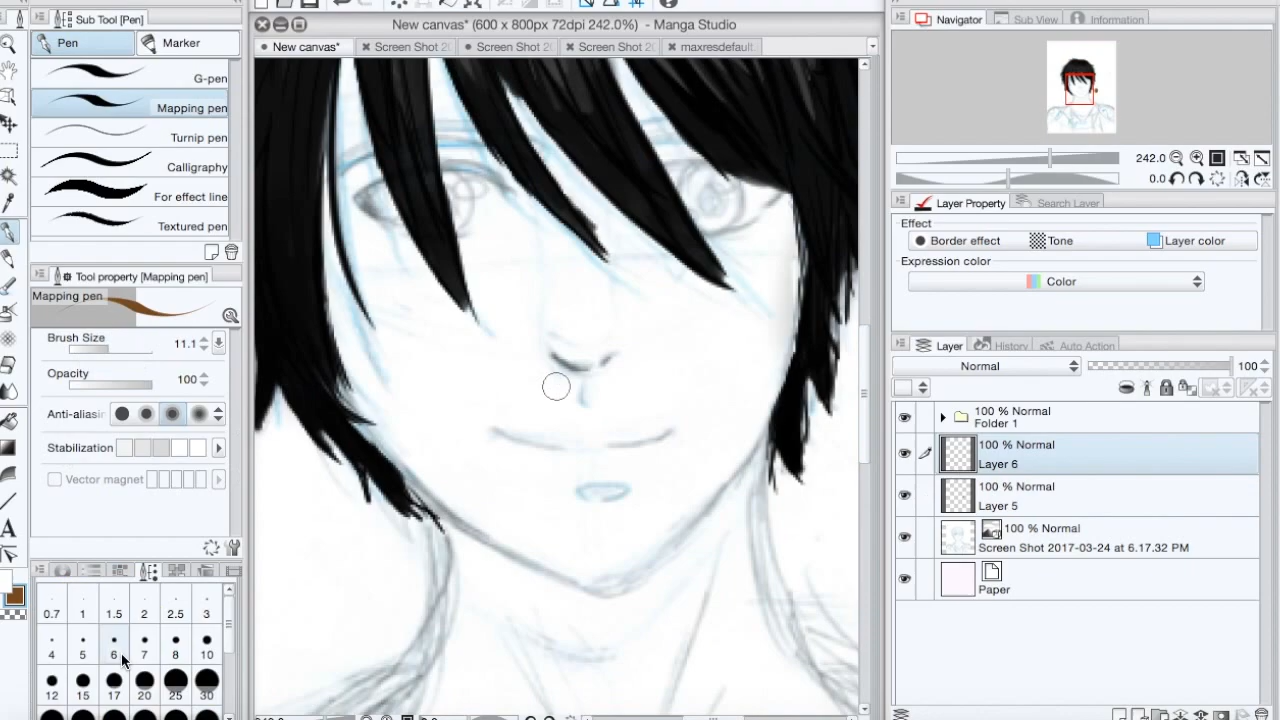 Sub Tool [Pen]
Pen
Marker
G-pen
Mapping pen
Turnip pen
Calligraphy
For effect line
Textured pen
Tool property [Mapping pen]
Mapping pen
Brush Size
11.1
Opacity
100
Anti-aliasin
Stabilization
Vector magnet
0.7 1 1.5 2 2.5 3
4 5 6 7 8 10
12 15 17 20 25 30
New canvas* (600 x 800px 72dpi 242.0%) - Manga Studio
New canvas*
Screen Shot 20
Screen Shot 20
Screen Shot 20
maxresdefault.
Navigator
Sub View
Information
242.0
0.0
Layer Property
Search Layer
Effect
Border effect
Tone
Layer color
Expression color
Color
Layer
History
Auto Action
Normal
100
100 % Normal
Folder 1
100 % Normal
Layer 6
100 % Normal
Layer 5
100 % Normal
Screen Shot 2017-03-24 at 6.17.32 PM
Paper